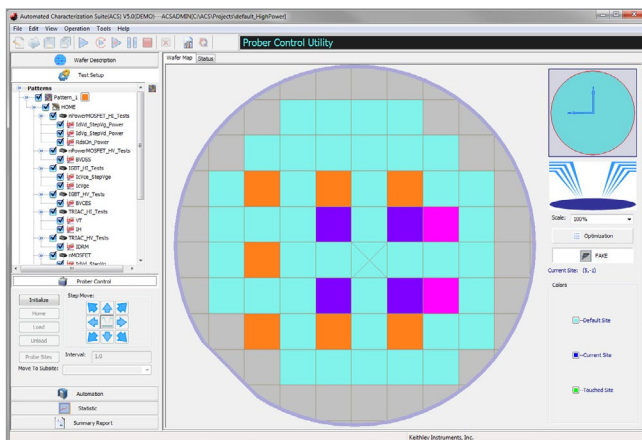 Automated Characterization Suite(ACS) V5.0(DEMO) -- ACSADMIN[C:\ACS\Projects\default_HighPower]
File Edit View Operation Tools Help
Prober Control Utility
Wafer Description
Test Setup
Patterns
Pattern_1
HOME
nPowerMOSFET_HI_Tests
IdVd_StepVg_Power
IdVg_StepVd_Power
RdsOn_Power
nPowerMOSFET_HV_Tests
BVDSS
IGBT_HI_Tests
IcVce_StepVge
IcVge
IGBT_HV_Tests
BVCES
TRIAC_HI_Tests
VT
IH
TRIAC_HV_Tests
IDRM
nMOSFET
IdVd_StepVg
Prober Control
Initialize
Home
Load
Unload
Probe Sites
Step Move:
Interval: 1.0
Move To Subsite:
Automation
Statistic
Summary Report
Wafer Map Status
Scale: 100%
Optimization
FAKE
Current Site: (5,-1)
Colors
-Default Site
-Current Site
-Touched Site
Keithley Instruments, Inc.